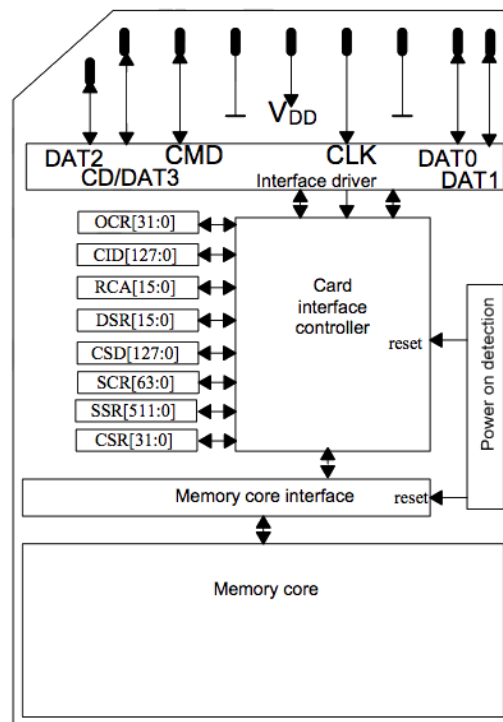 VDD
DAT2
CMD
CLK
DAT0
CD/DAT3
Interface driver
DAT1
OCR[31:0]
CID[127:0]
RCA[15:0]
DSR[15:0]
CSD[127:0]
SCR[63:0]
SSR[511:0]
CSR[31:0]
Card
interface
controller
reset
Power on detection
Memory core interface
reset
Memory core